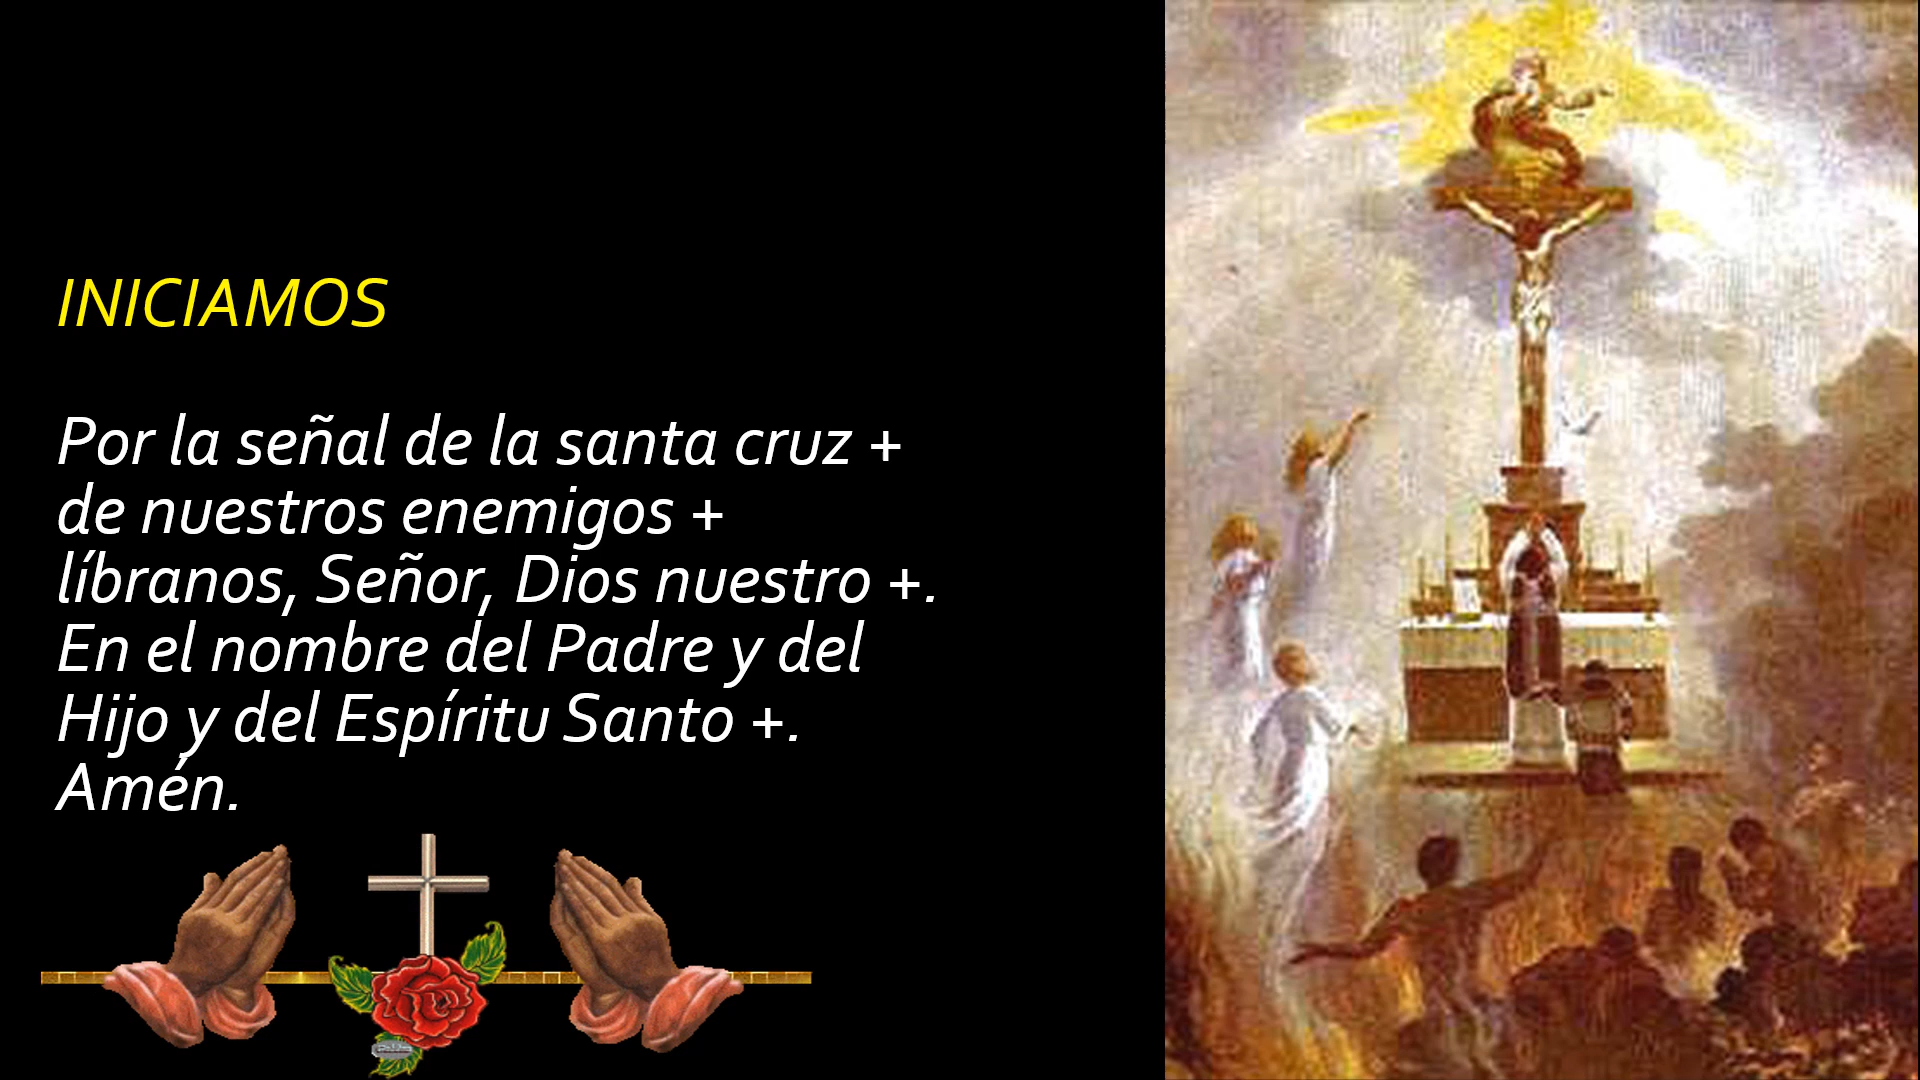 INICIAMOS
Por la señal de la santa cruz +
de nuestros enemigos +
líbranos, Señor, Dios nuestro +.
En el nombre del Padre y del
Hijo y del Espíritu Santo +.
Amén.